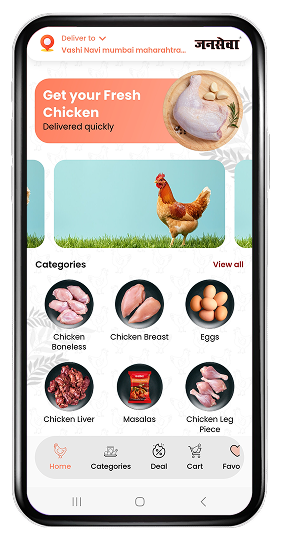 Deliver to
Vashi Navi mumbai maharahtra...
जनसेवा
Get your Fresh
Chicken
Delivered quickly
Categories
View all
Chicken
Boneless
Chicken Breast
Eggs
Chicken Liver
Masalas
Chicken Leg
Piece
Home
Categories
Deal
Cart
Favo